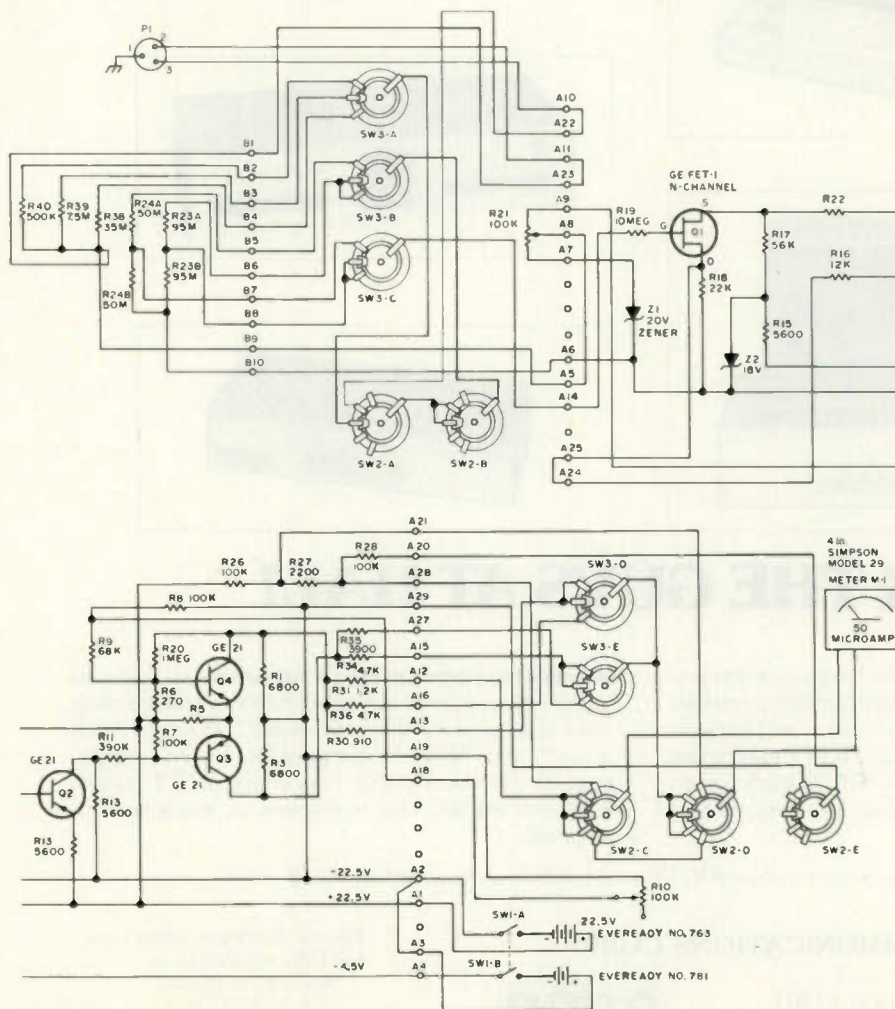 P1
1
2
3
SW3-A
SW3-B
SW3-C
B1
B2
B3
B4
B5
B6
B7
B8
B9
B10
R40
500K
R39
7.5M
R38
35M
R24A
50M
R23A
95M
R24B
50M
R23B
95M
SW2-A
SW2-B
A10
A22
A11
A23
A9
A8
A7
A6
A5
A14
A25
A24
R21
100K
Z1
20V
ZENER
R19
10MEG
GE FET-1
N-CHANNEL
G
S
Q1
D
R18
22K
R17
56K
R15
5600
Z2
18V
R22
R16
12K
A21
A20
A28
A29
A27
A15
A12
A16
A13
A19
A18
A2
A1
A3
A4
R26
100K
R27
2200
R28
100K
R8 100K
R9
68K
R20
1MEG
GE 21
Q4
R6
270
R5
R7
100K
Q3
GE 21
R11
390K
GE21
Q2
R13
5600
R13
5600
R1
6800
R3
6800
R35
3900
R34
47K
R31 1.2K
R36 47K
R30 910
-22.5V
+22.5V
-4.5V
SW3-D
SW3-E
SW2-C
SW2-D
SW2-E
4 in.
SIMPSON
MODEL 29
METER M-1
50
MICROAMP
R10
100K
SW1-A
22.5V
EVEREADY NO. 763
SW1-B
EVEREADY NO. 781